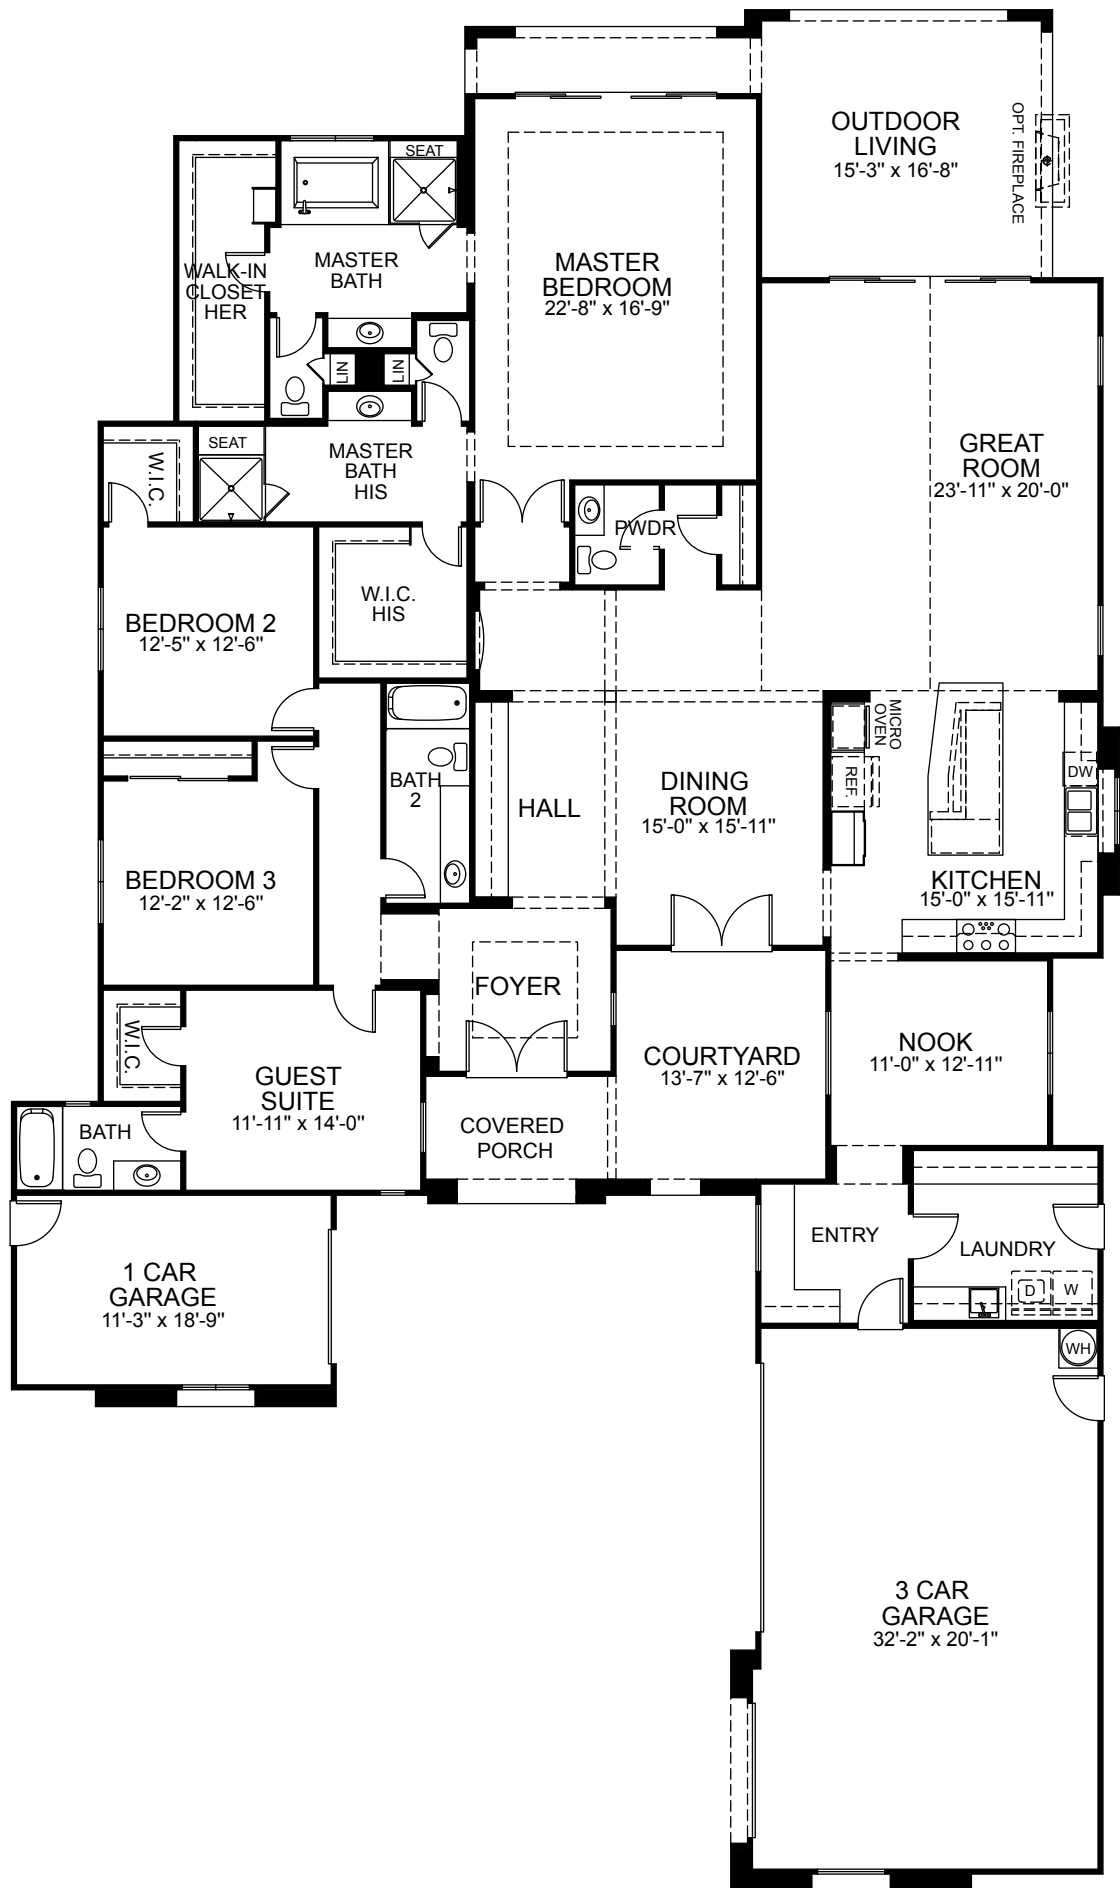 OUTDOOR
LIVING
15'-3" x 16'-8"
OPT. FIREPLACE
SEAT
MASTER
BATH
WALK-IN
CLOSET
HER
MASTER
BEDROOM
22'-8" x 16'-9"
LIN
LIN
GREAT
ROOM
23'-11" x 20'-0"
SEAT
W.I.C.
MASTER
BATH
HIS
PWDR
W.I.C.
HIS
BEDROOM 2
12'-5" x 12'-6"
MICRO
OVEN
REF.
DW
BATH
2
HALL
DINING
ROOM
15'-0" x 15'-11"
BEDROOM 3
12'-2" x 12'-6"
KITCHEN
15'-0" x 15'-11"
FOYER
W.I.C.
GUEST
SUITE
11'-11" x 14'-0"
COURTYARD
13'-7" x 12'-6"
NOOK
11'-0" x 12'-11"
BATH
COVERED
PORCH
ENTRY
LAUNDRY
D
W
1 CAR
GARAGE
11'-3" x 18'-9"
WH
3 CAR
GARAGE
32'-2" x 20'-1"